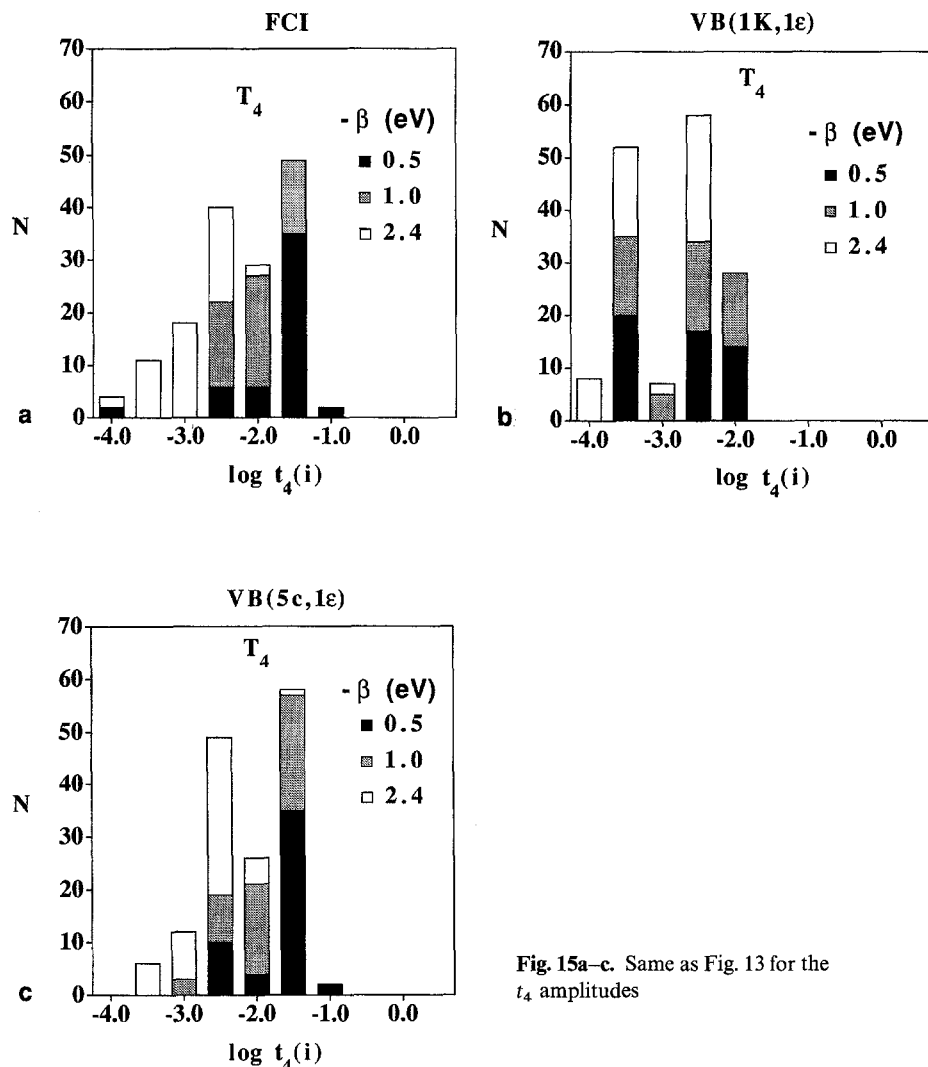 FCI
70
60
50
40
30
20
10
0
N
T4
- β (eV)
0.5
1.0
2.4
-4.0 -3.0 -2.0 -1.0 0.0
log t4(i)
a
VB(1K,1ε)
70
60
50
40
30
20
10
0
N
T4
- β (eV)
0.5
1.0
2.4
-4.0 -3.0 -2.0 -1.0 0.0
log t4(i)
b
VB(5c,1ε)
70
60
50
40
30
20
10
0
N
T4
- β (eV)
0.5
1.0
2.4
-4.0 -3.0 -2.0 -1.0 0.0
log t4(i)
c
Fig. 15a–c. Same as Fig. 13 for the
t4 amplitudes